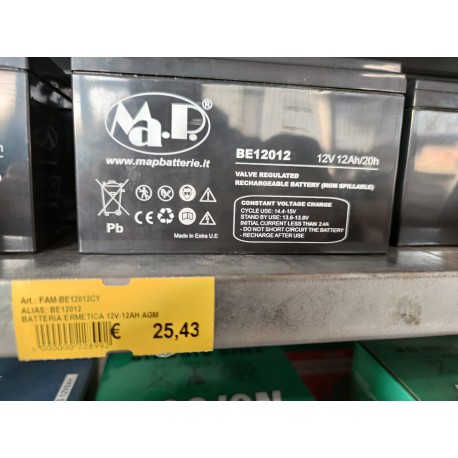 Ma.P.®
www.mapbatterie.it
BE12012 12V 12Ah/20h
VALVE REGULATED
RECHARGEABLE BATTERY (NON SPILLABLE)
CONSTANT VOLTAGE CHARGE
CYCLE USE: 14.4-15V
STAND BY USE: 13.6-13.8V
INITIAL CURRENT LESS THAN 2.4A
- DO NOT SHORT CIRCUIT THE BATTERY
- RECHARGE AFTER USE
Pb
Made in Extra U.E
Art.: FAM-BE12012CY
ALIAS: BE12012
BATTERIA ERMETICA 12V-12AH AGM
€ 25,43